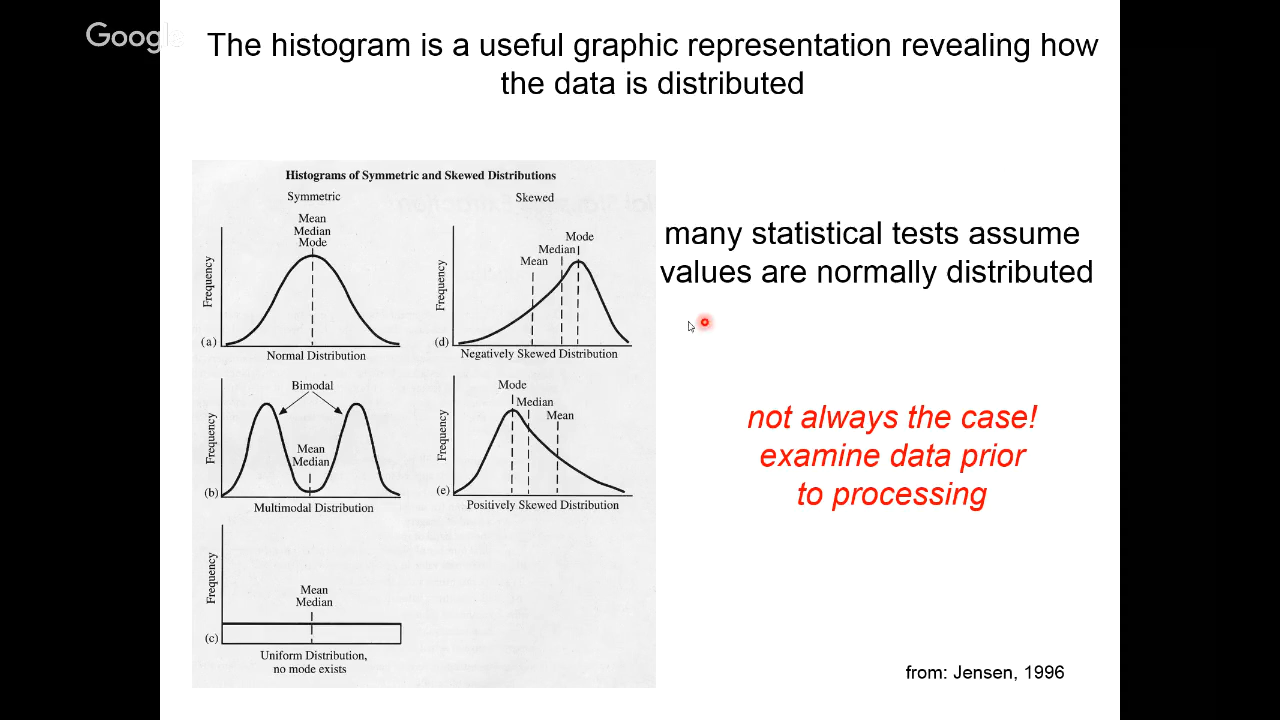 Google
The histogram is a useful graphic representation revealing how
the data is distributed
Histograms of Symmetric and Skewed Distributions
Symmetric
Mean
Median
Mode
Frequency
(a)
Normal Distribution
Skewed
Mode
Median
Mean
Frequency
(d)
Negatively Skewed Distribution
Bimodal
Mean
Median
Frequency
(b)
Multimodal Distribution
Mode
Median
Mean
Frequency
(e)
Positively Skewed Distribution
Mean
Median
Frequency
(c)
Uniform Distribution,
no mode exists
many statistical tests assume
values are normally distributed
not always the case!
examine data prior
to processing
from: Jensen, 1996